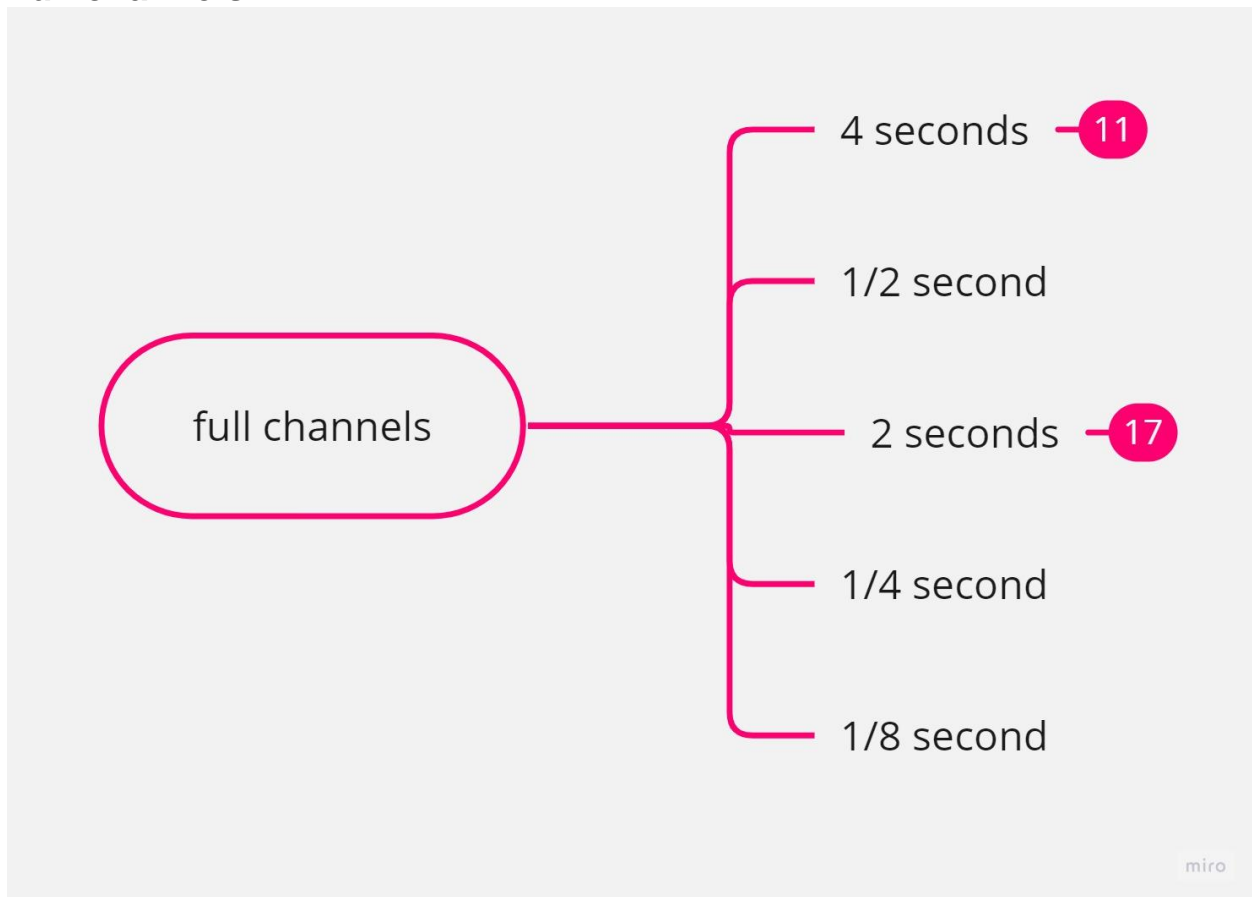 4 seconds 11
1/2 second
full channels
2 seconds 17
1/4 second
1/8 second
miro